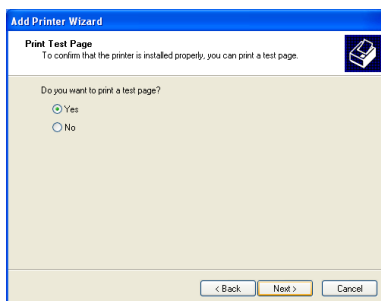 Add Printer Wizard
Print Test Page
To confirm that the printer is installed properly, you can print a test page.
Do you want to print a test page?
Yes
No
< Back Next > Cancel